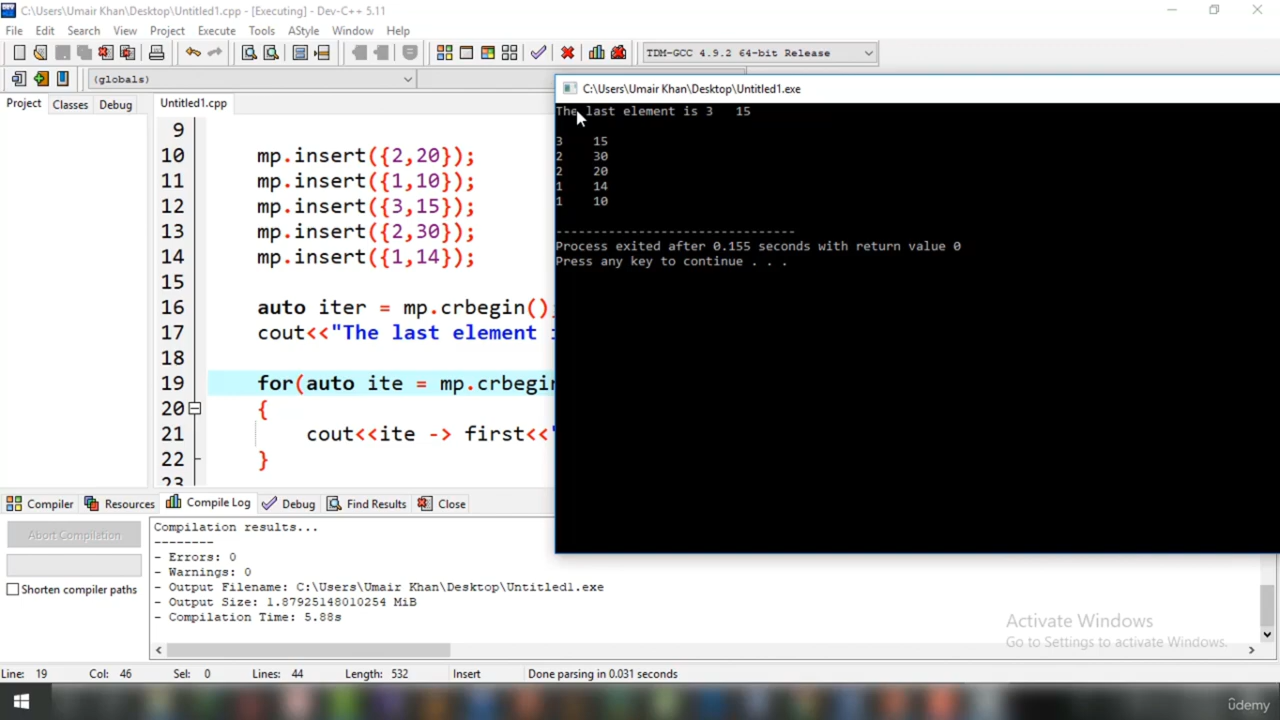 C:\Users\Umair Khan\Desktop\Untitled1.cpp - [Executing] - Dev-C++ 5.11
File Edit Search View Project Execute Tools AStyle Window Help
TDM-GCC 4.9.2 64-bit Release
(globals)
Project Classes Debug Untitled1.cpp
9
10 mp.insert({2,20});
11 mp.insert({1,10});
12 mp.insert({3,15});
13 mp.insert({2,30});
14 mp.insert({1,14});
15
16 auto iter = mp.crbegin()
17 cout<<"The last element
18
19 for(auto ite = mp.crbegin
20 {
21 cout<<ite -> first<<"
22 }
23
C:\Users\Umair Khan\Desktop\Untitled1.exe
The last element is 3 15
3 15
2 30
2 20
1 14
1 10
--------------------------------
Process exited after 0.155 seconds with return value 0
Press any key to continue . . .
Compiler Resources Compile Log Debug Find Results Close
Abort Compilation
Shorten compiler paths
Compilation results...
--------
- Errors: 0
- Warnings: 0
- Output Filename: C:\Users\Umair Khan\Desktop\Untitled1.exe
- Output Size: 1.87925148010254 MiB
- Compilation Time: 5.88s
Activate Windows
Go to Settings to activate Windows.
Line: 19 Col: 46 Sel: 0 Lines: 44 Length: 532 Insert Done parsing in 0.031 seconds
ûdemy